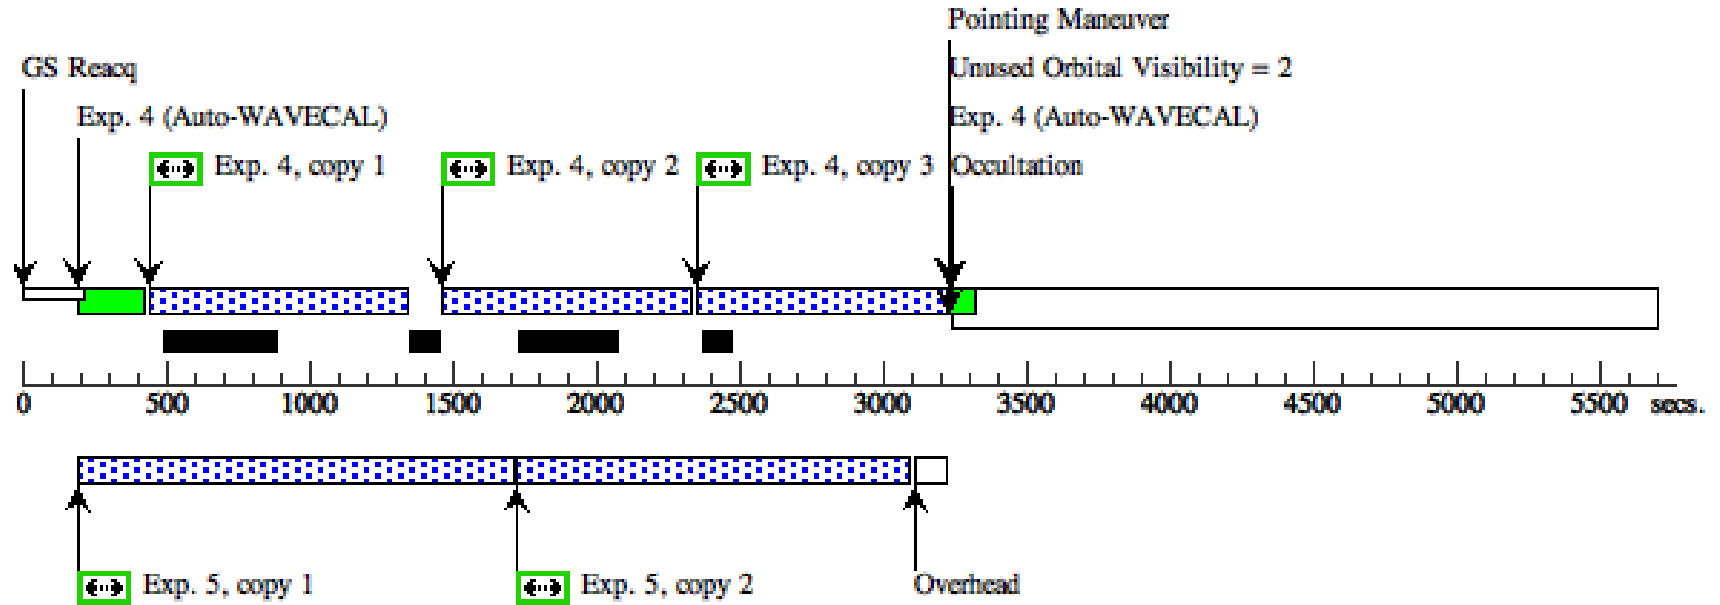 Pointing Maneuver
GS Reacq
Unused Orbital Visibility = 2
Exp. 4 (Auto-WAVECAL)
Exp. 4 (Auto-WAVECAL)
Exp. 4, copy 1
Exp. 4, copy 2
Exp. 4, copy 3
Occultation
0 500 1000 1500 2000 2500 3000 3500 4000 4500 5000 5500 secs.
Exp. 5, copy 1
Exp. 5, copy 2
Overhead